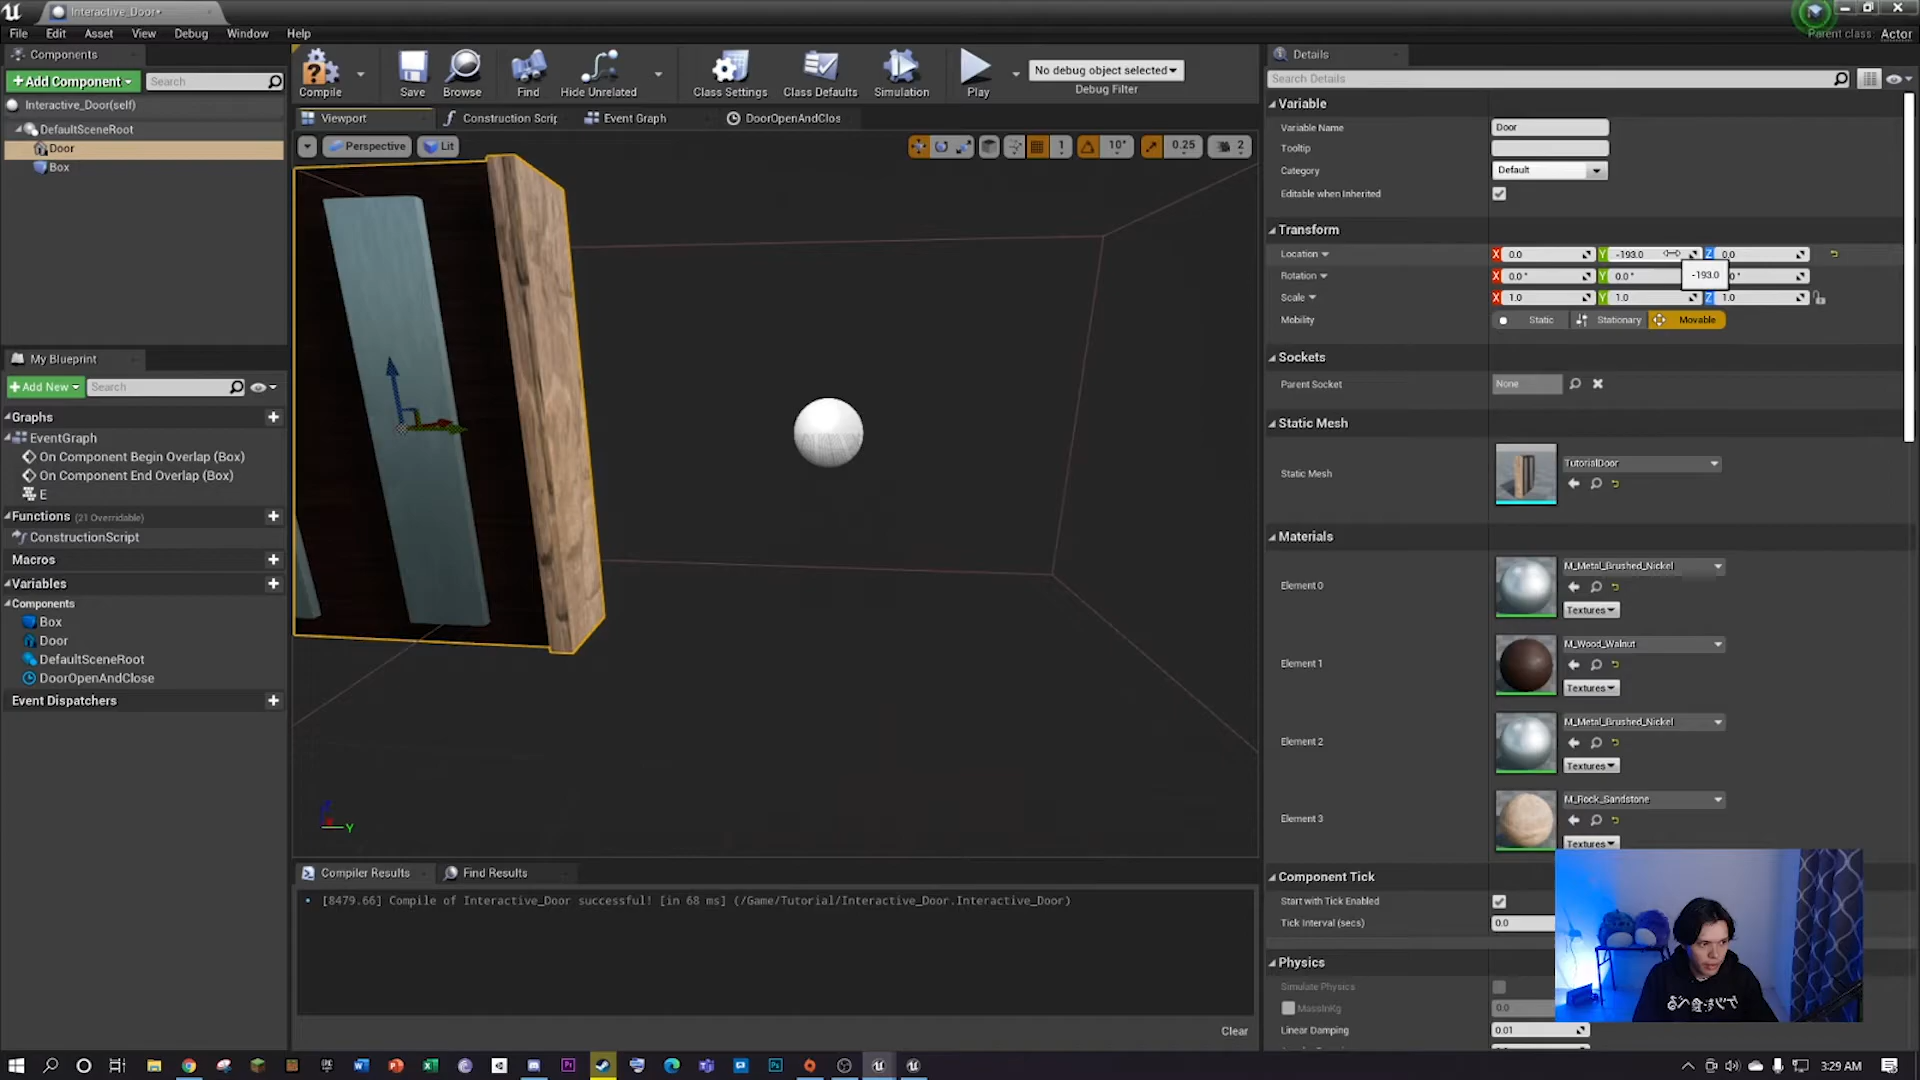 Interactive_Door*
File Edit Asset View Debug Window Help
Parent class: Actor
Components
+Add Component
Search
Interactive_Door(self)
DefaultSceneRoot
Door
Box
Compile
Save
Browse
Find
Hide Unrelated
Class Settings
Class Defaults
Simulation
Play
No debug object selected
Debug Filter
Viewport
Construction Scrip
Event Graph
DoorOpenAndClos
Perspective
Lit
1
10°
0.25
2
Y
My Blueprint
+Add New
Search
Graphs
EventGraph
On Component Begin Overlap (Box)
On Component End Overlap (Box)
E
Functions (21 Overridable)
ConstructionScript
Macros
Variables
Components
Box
Door
DefaultSceneRoot
DoorOpenAndClose
Event Dispatchers
Compiler Results
Find Results
[8479.66] Compile of Interactive_Door successful! [in 68 ms] (/Game/Tutorial/Interactive_Door.Interactive_Door)
Clear
Details
Search Details
Variable
Variable Name Door
Tooltip
Category Default
Editable when Inherited
Transform
Location X 0.0 Y -193.0 Z 0.0
-193.0
Rotation X 0.0° Y 0.0°
Scale X 1.0 Y 1.0 Z 1.0
Mobility Static Stationary Movable
Sockets
Parent Socket None
Static Mesh
Static Mesh TutorialDoor
Materials
Element 0 M_Metal_Brushed_Nickel
Textures
Element 1 M_Wood_Walnut
Textures
Element 2 M_Metal_Brushed_Nickel
Textures
Element 3 M_Rock_Sandstone
Textures
Component Tick
Start with Tick Enabled
Tick Interval (secs) 0.0
Physics
Simulate Physics
MassInKg 0.0
Linear Damping 0.01
3:29 AM